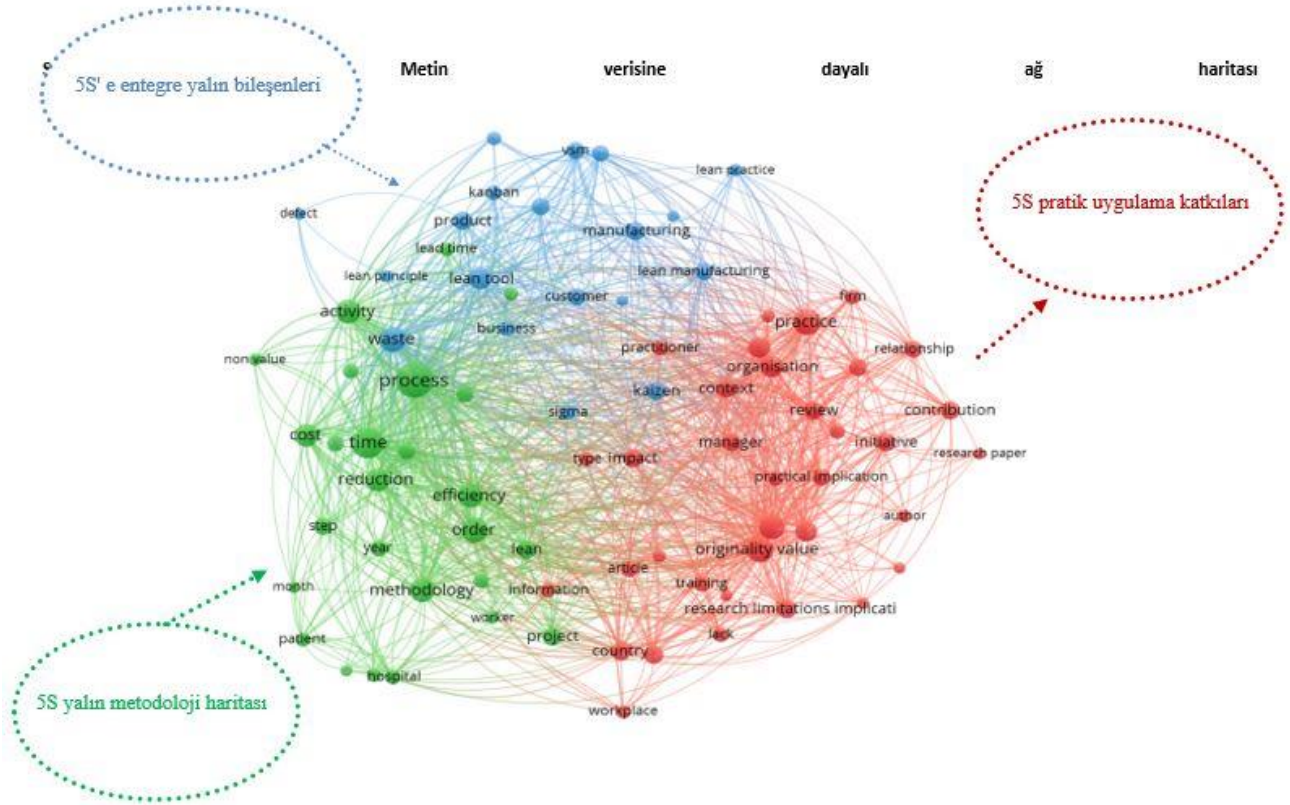 Metin verisine dayalı ağ haritası
5S' e entegre yalın bileşenleri
5S pratik uygulama katkıları
vsm
lean practice
kanban
defect
product
manufacturing
lead time
lean principle
lean tool
lean manufacturing
customer
firm
activity
practice
business
waste
practitioner
relationship
non value
organisation
process
context
kaizen
sigma
review
contribution
cost
time
manager
initiative
type
impact
research paper
reduction
practical implication
efficiency
step
order
author
year
lean
originality value
article
month
methodology
information
training
worker
research limitations implicati
patient
project
lack
country
hospital
5S yalın metodoloji haritası
workplace